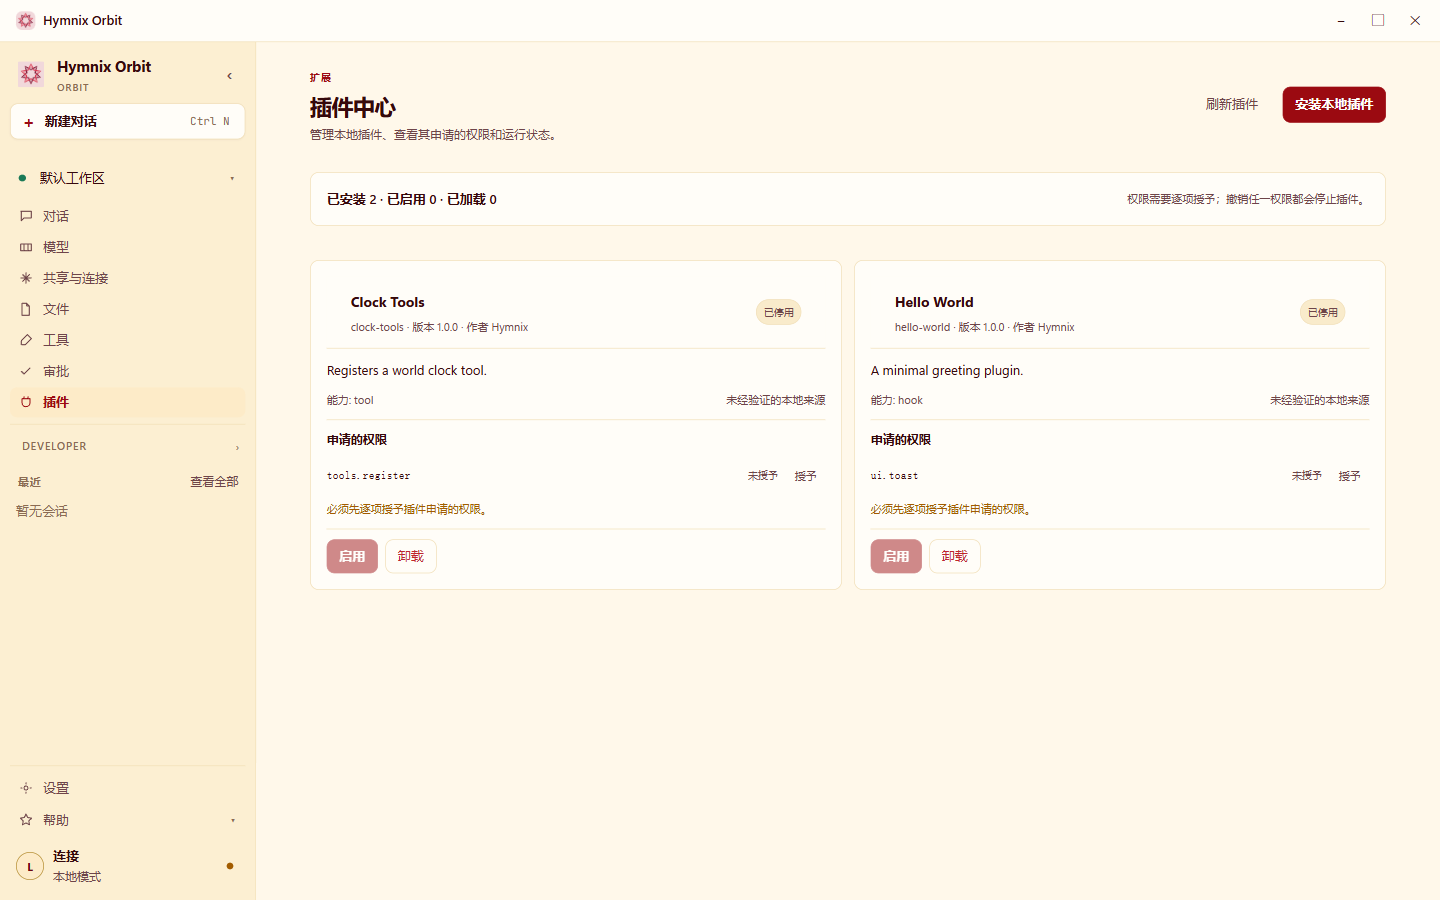 Hymnix Orbit
Hymnix Orbit
ORBIT
新建对话 Ctrl N
默认工作区
对话
模型
共享与连接
文件
工具
审批
插件
DEVELOPER
最近 查看全部
暂无会话
设置
帮助
L
连接
本地模式
扩展
插件中心
管理本地插件、查看其申请的权限和运行状态。
刷新插件 安装本地插件
已安装 2 · 已启用 0 · 已加载 0
权限需要逐项授予；撤销任一权限都会停止插件。
Clock Tools
clock-tools · 版本 1.0.0 · 作者 Hymnix
已停用
Registers a world clock tool.
能力: tool 未经验证的本地来源
申请的权限
tools.register 未授予 授予
必须先逐项授予插件申请的权限。
启用 卸载
Hello World
hello-world · 版本 1.0.0 · 作者 Hymnix
已停用
A minimal greeting plugin.
能力: hook 未经验证的本地来源
申请的权限
ui.toast 未授予 授予
必须先逐项授予插件申请的权限。
启用 卸载